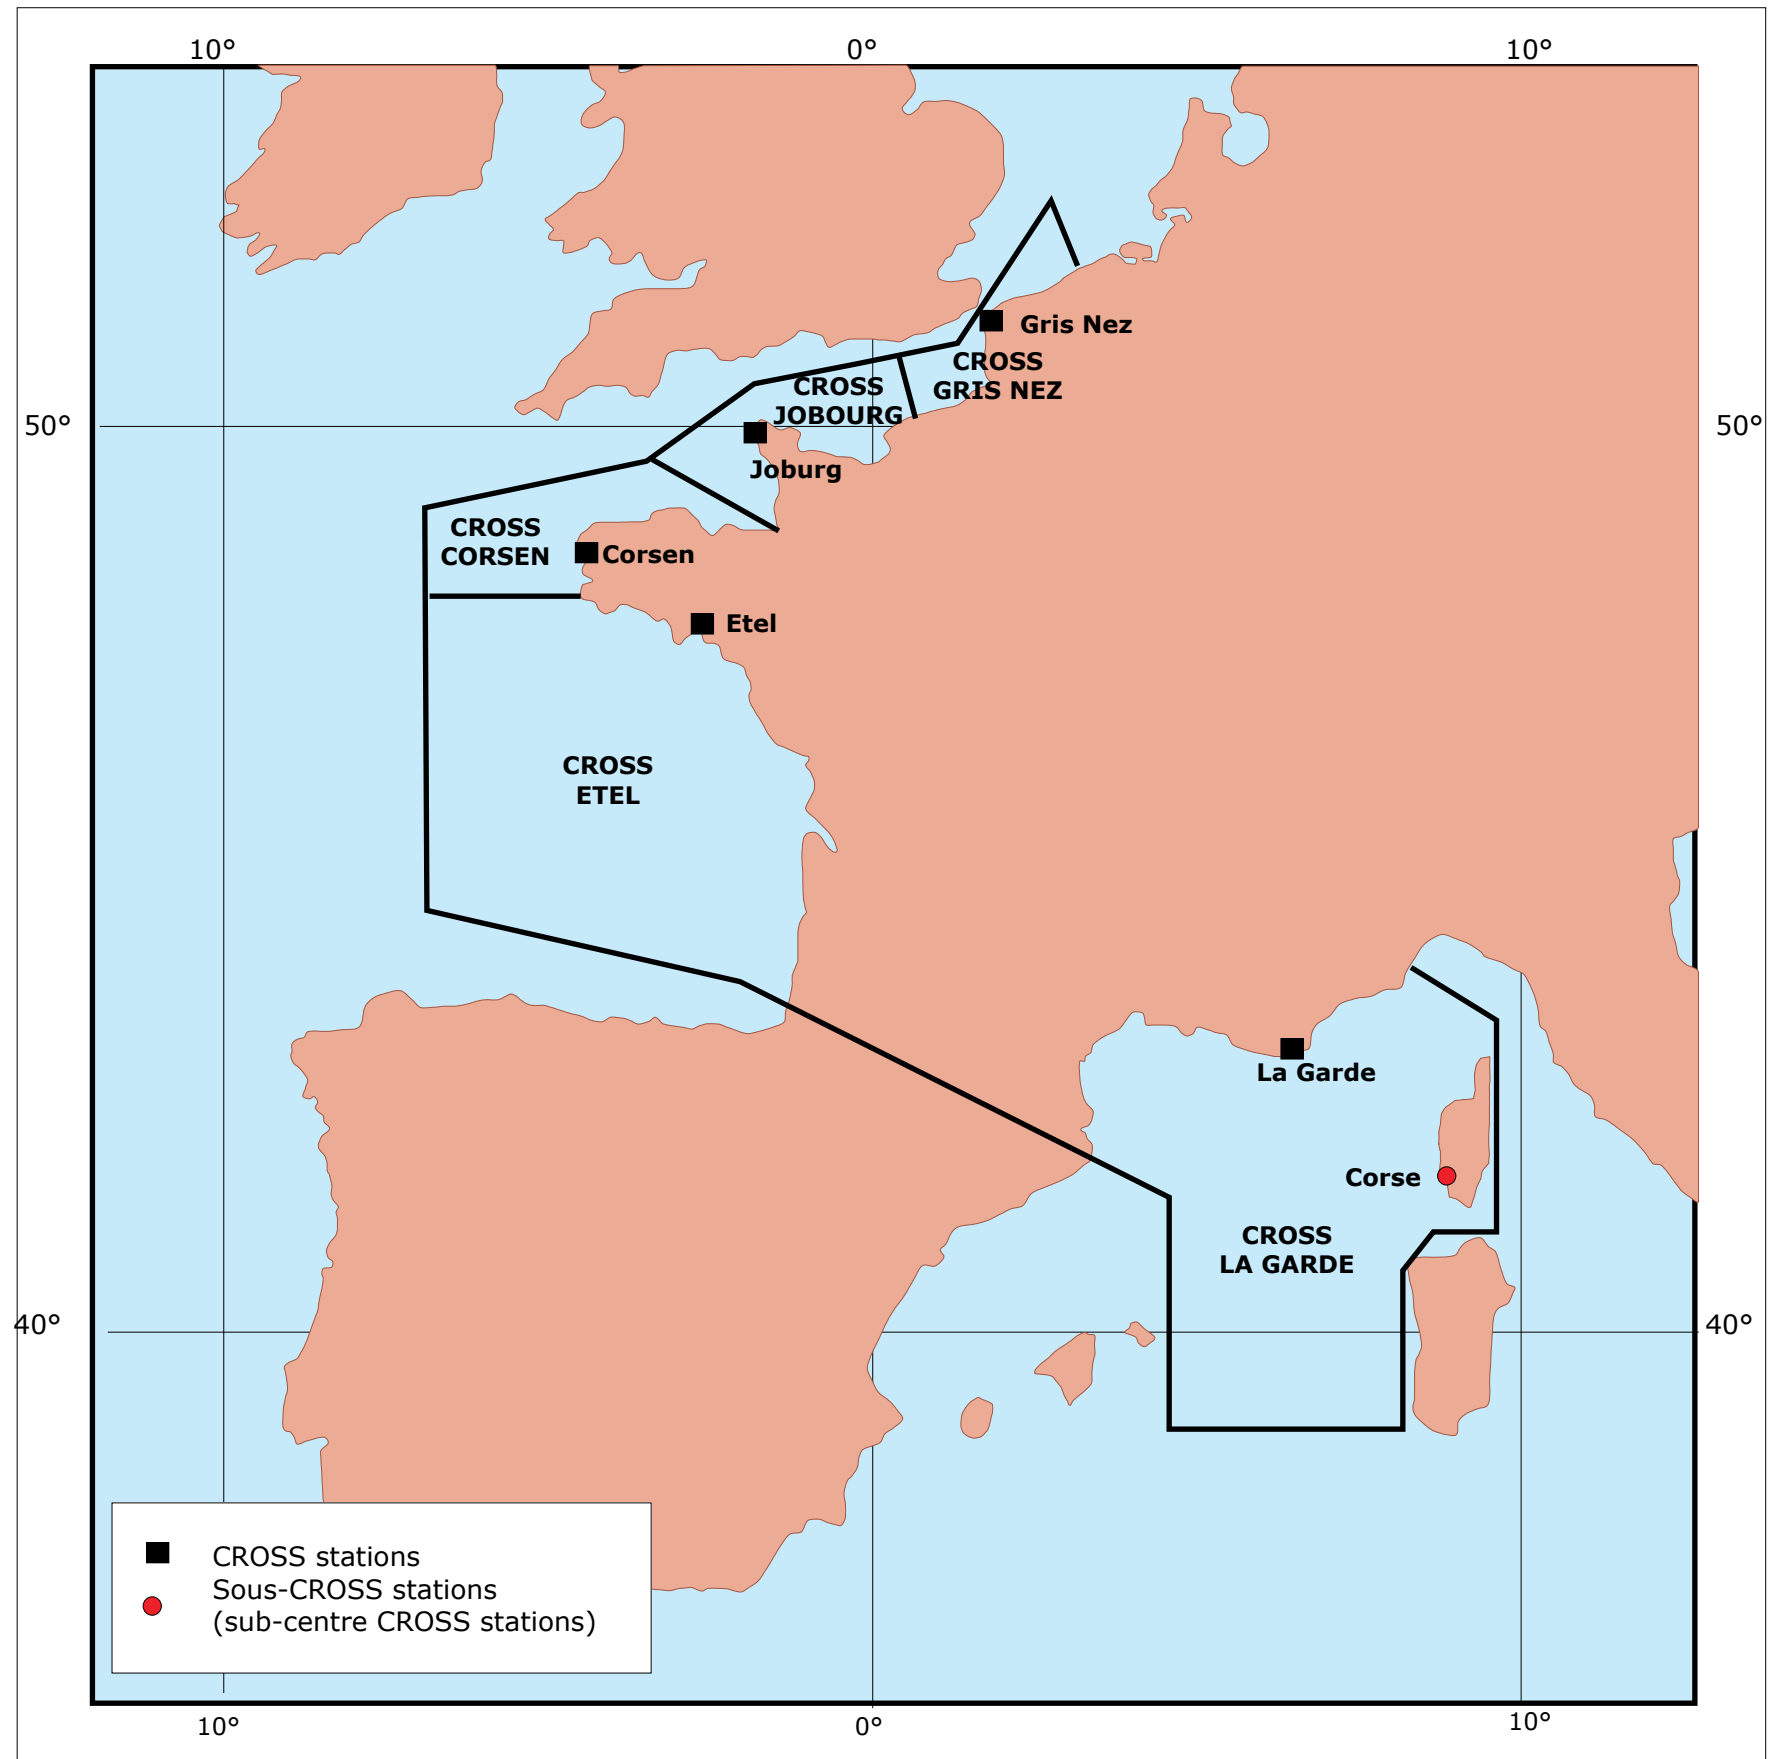 10°
0°
10°
Gris Nez
CROSS
GRIS NEZ
CROSS
JOBOURG
50°
50°
Joburg
CROSS
CORSEN
Corsen
Etel
CROSS
ETEL
La Garde
Corse
CROSS
LA GARDE
40°
40°
CROSS stations
Sous-CROSS stations
(sub-centre CROSS stations)
10°
0°
10°